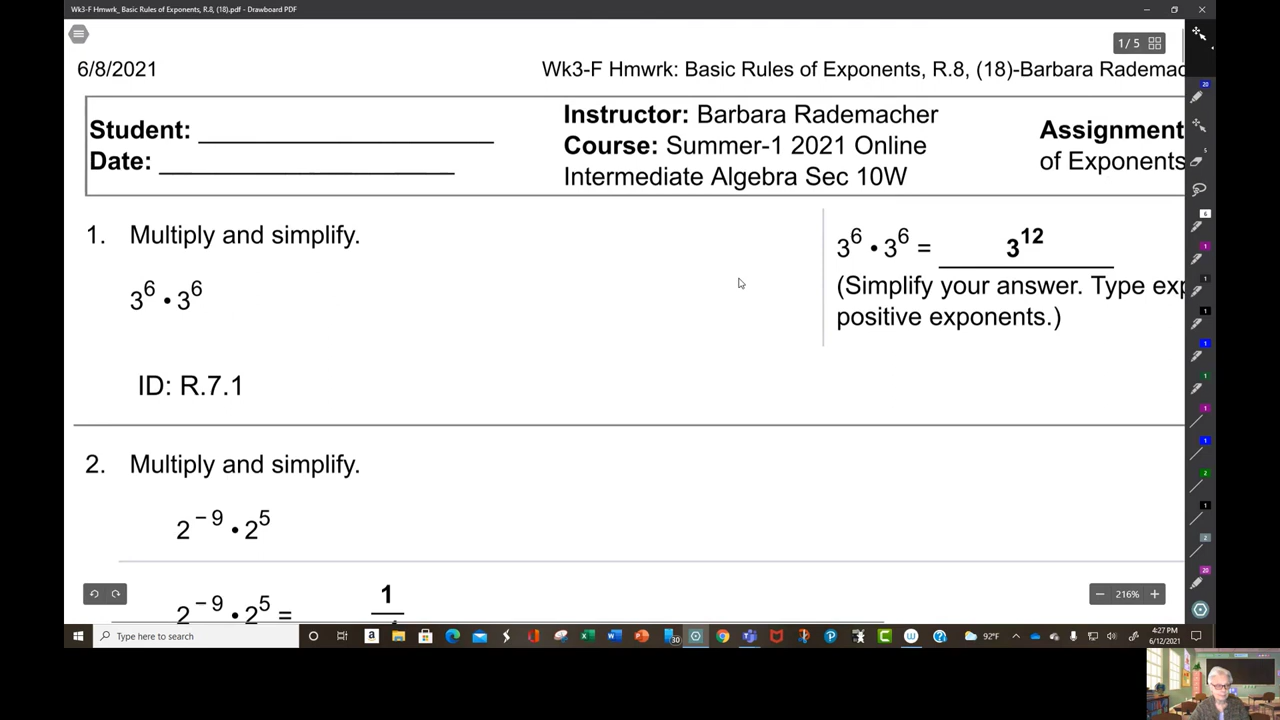 Wk3-F Hmwrk_ Basic Rules of Exponents, R.8, (18).pdf - Drawboard PDF
1 / 5
6/8/2021
Wk3-F Hmwrk: Basic Rules of Exponents, R.8, (18)-Barbara Rademac
Student: ____________________
Instructor: Barbara Rademacher
Assignment
Date: ____________________
Course: Summer-1 2021 Online
of Exponents
Intermediate Algebra Sec 10W
1. Multiply and simplify.
3⁶ • 3⁶
ID: R.7.1
3⁶ • 3⁶ = 3¹²
(Simplify your answer. Type exp
positive exponents.)
2. Multiply and simplify.
2⁻⁹ • 2⁵
2⁻⁹ • 2⁵ = 1
216%
Type here to search
30
92°F
4:27 PM
6/12/2021